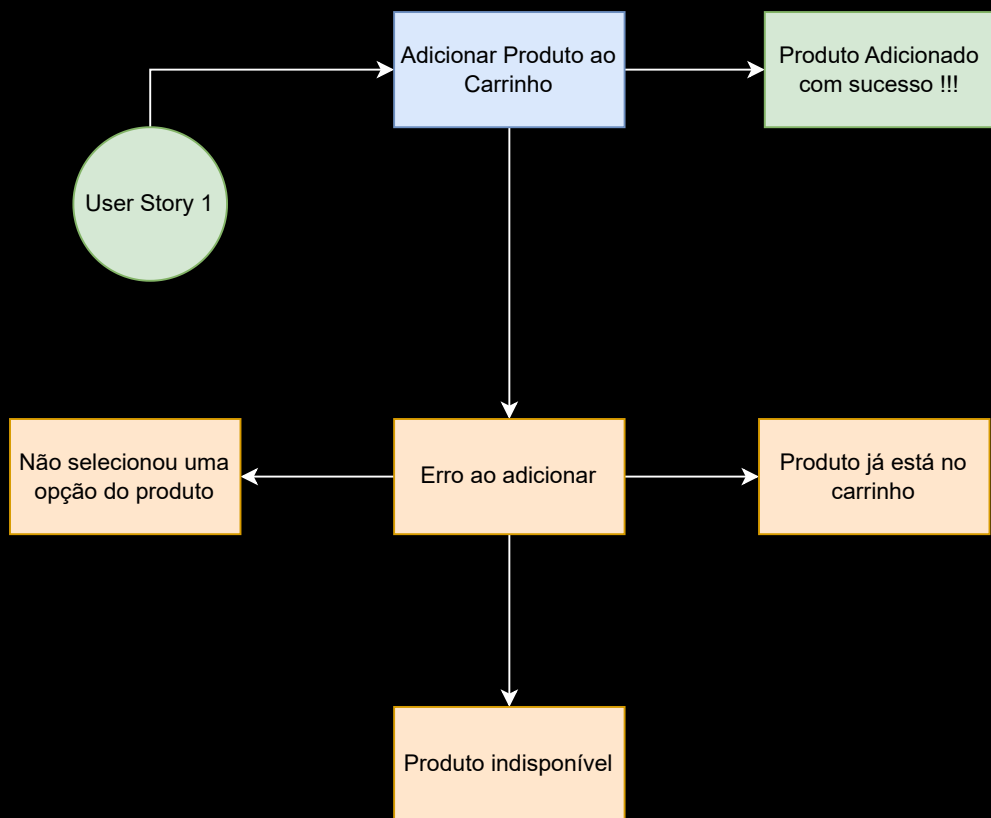 Adicionar Produto ao
Carrinho
Produto Adicionado
com sucesso !!!
User Story 1
Não selecionou uma
opção do produto
Erro ao adicionar
Produto já está no
carrinho
Produto indisponível